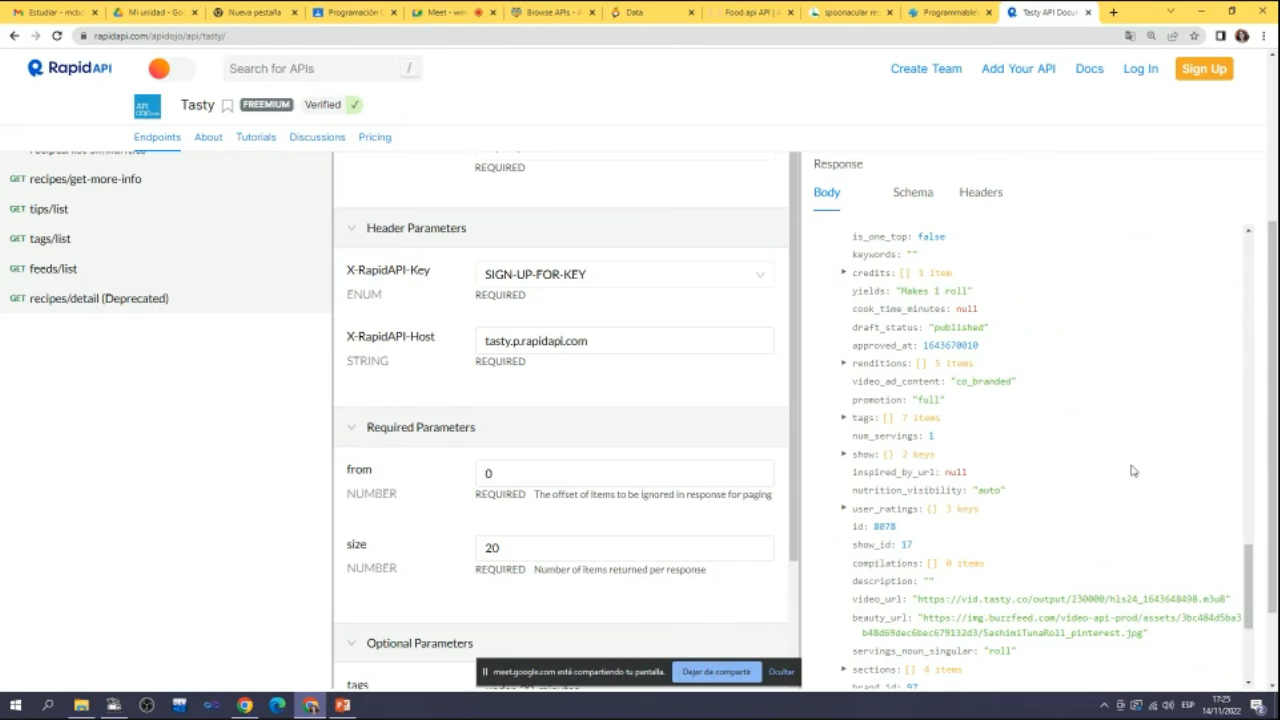 Estudiar - mcbc
Mi unidad - Goo
Nueva pestaña
Programación (
Meet - wer
Browse APIs - A
Data
Food api API | A
spoonacular re
Programmable
Tasty API Docu
rapidapi.com/apidojo/api/tasty/
RapidAPI
Search for APIs
/
Create Team
Add Your API
Docs
Log In
Sign Up
Tasty
FREEMIUM
Verified ✓
Endpoints
About
Tutorials
Discussions
Pricing
GET recipes/get-more-info
GET tips/list
GET tags/list
GET feeds/list
GET recipes/detail (Deprecated)
REQUIRED
Header Parameters
X-RapidAPI-Key
SIGN-UP-FOR-KEY
ENUM
REQUIRED
X-RapidAPI-Host
tasty.p.rapidapi.com
STRING
REQUIRED
Required Parameters
from
0
NUMBER
REQUIRED The offset of items to be ignored in response for paging
size
20
NUMBER
REQUIRED Number of items returned per response
Optional Parameters
tags
under_30_minutes
Response
Body
Schema
Headers
is_one_top: false
keywords: ""
credits: [] 1 item
yields: "Makes 1 roll"
cook_time_minutes: null
draft_status: "published"
approved_at: 1643670010
renditions: [] 5 items
video_ad_content: "co_branded"
promotion: "full"
tags: [] 7 items
num_servings: 1
show: {} 2 keys
inspired_by_url: null
nutrition_visibility: "auto"
user_ratings: {} 3 keys
id: 8078
show_id: 17
compilations: [] 0 items
description: ""
video_url: "https://vid.tasty.co/output/230000/hls24_1643648498.m3u8"
beauty_url: "https://img.buzzfeed.com/video-api-prod/assets/3bc484d5ba3
b48d69dec6bec679132d3/SashimiTunaRoll_pinterest.jpg"
servings_noun_singular: "roll"
sections: [] 4 items
brand_id: 97
meet.google.com está compartiendo tu pantalla.
Dejar de compartir
Ocultar
ESP
17:25
14/11/2022
2